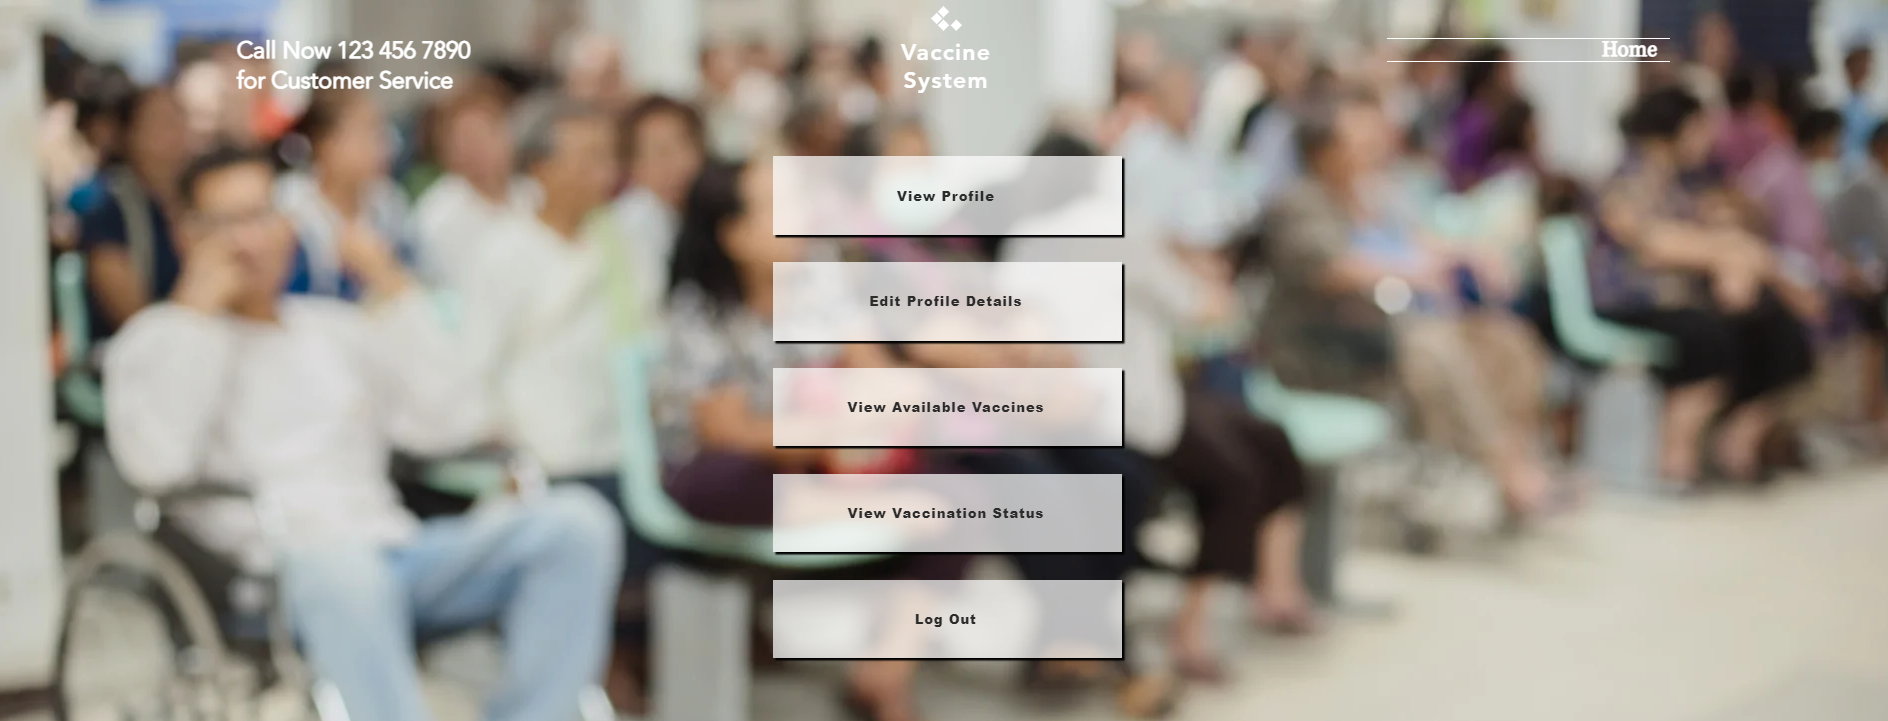 Call Now 123 456 7890
for Customer Service
Vaccine
System
Home
View Profile
Edit Profile Details
View Available Vaccines
View Vaccination Status
Log Out